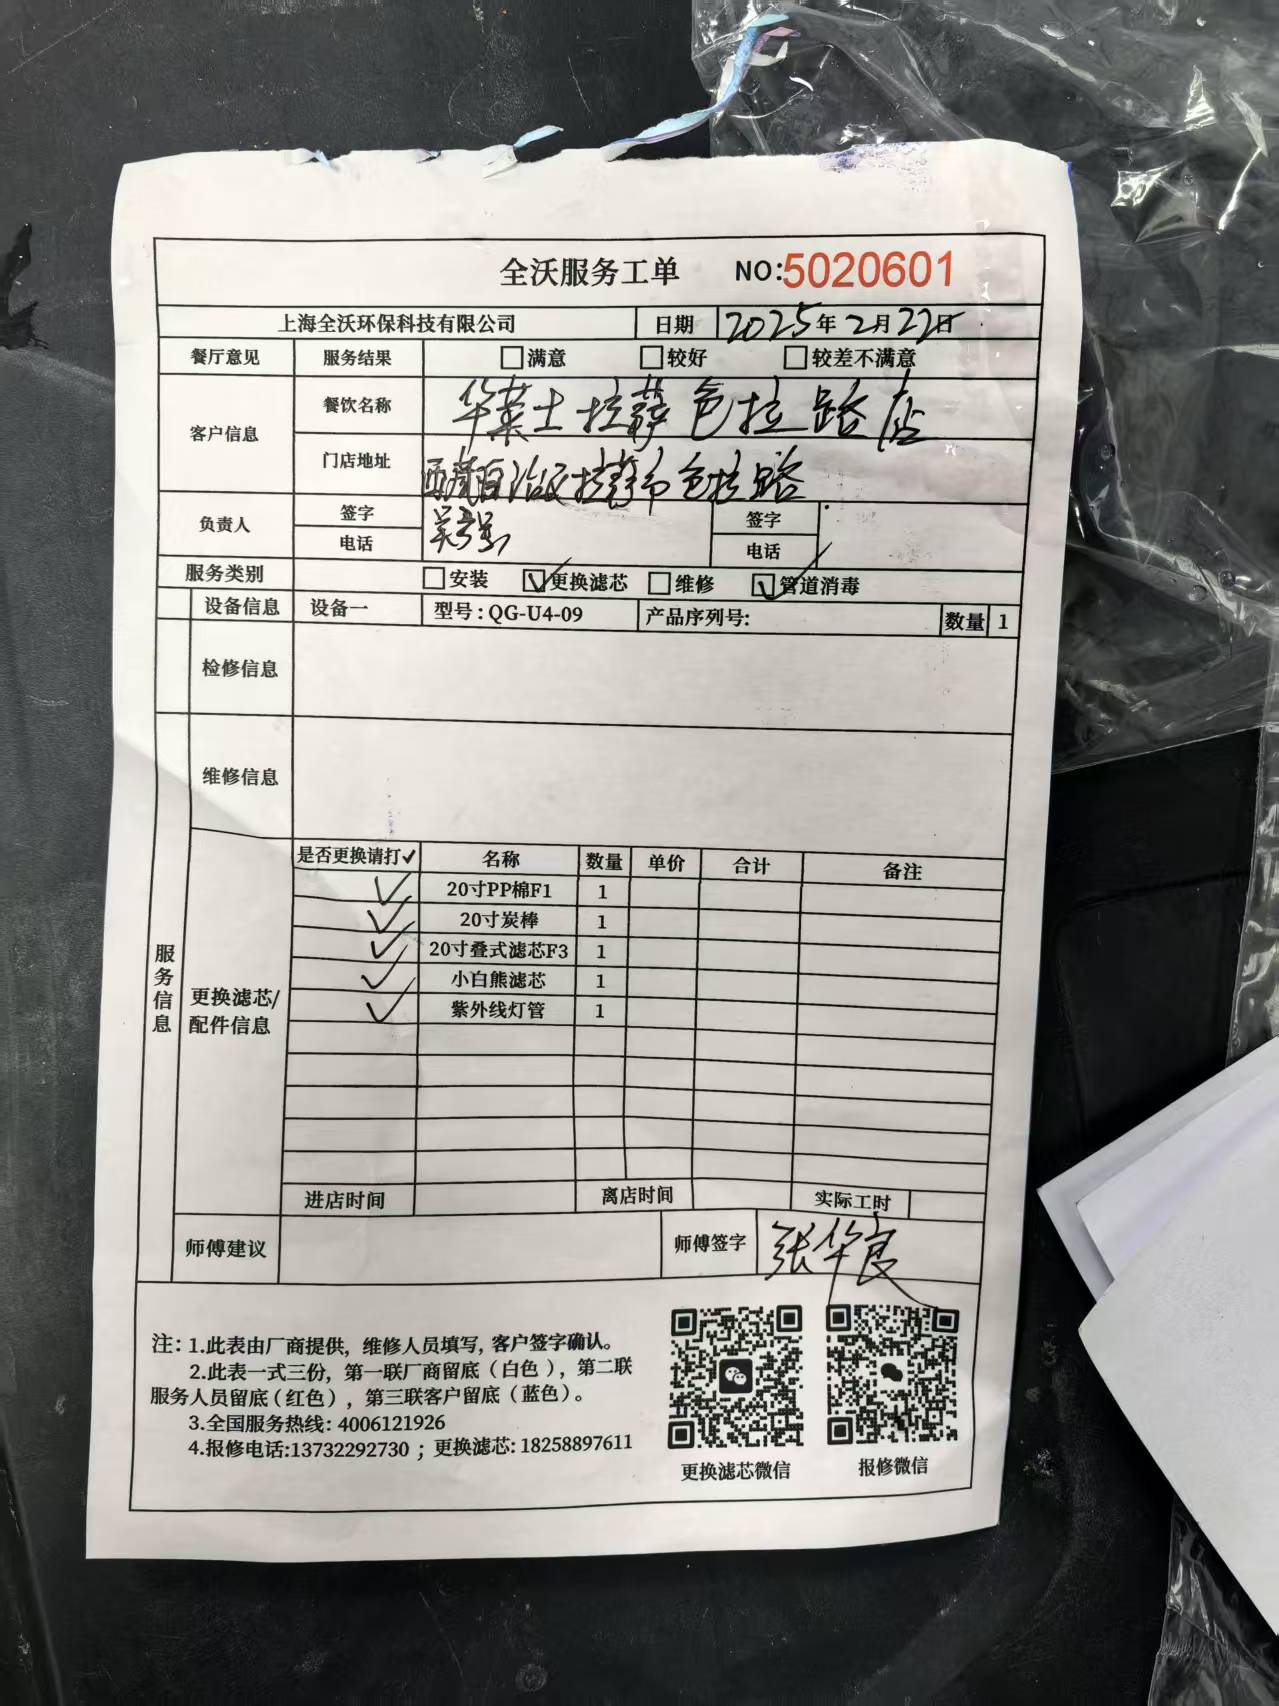 全沃服务工单 NO:5020601
上海全沃环保科技有限公司 日期 2025年2月22日
餐厅意见 服务结果 满意 较好 较差不满意
客户信息 餐饮名称 华莱士拉萨色拉路店
门店地址 西藏自治区拉萨市色拉路
负责人 签字 签字
电话 电话
服务类别 安装 更换滤芯 维修 管道消毒
设备信息 设备一 型号:QG-U4-09 产品序列号: 数量 1
检修信息
维修信息
服务信息
更换滤芯/配件信息
是否更换请打✓ 名称 数量 单价 合计 备注
✓ 20寸PP棉F1 1
✓ 20寸炭棒 1
✓ 20寸叠式滤芯F3 1
✓ 小白熊滤芯 1
✓ 紫外线灯管 1
进店时间 离店时间 实际工时
师傅建议 师傅签字 张华良
注: 1.此表由厂商提供, 维修人员填写, 客户签字确认。
2.此表一式三份, 第一联厂商留底(白色), 第二联
服务人员留底(红色), 第三联客户留底(蓝色)。
3.全国服务热线: 4006121926
4.报修电话:13732292730 ; 更换滤芯: 18258897611
更换滤芯微信 报修微信